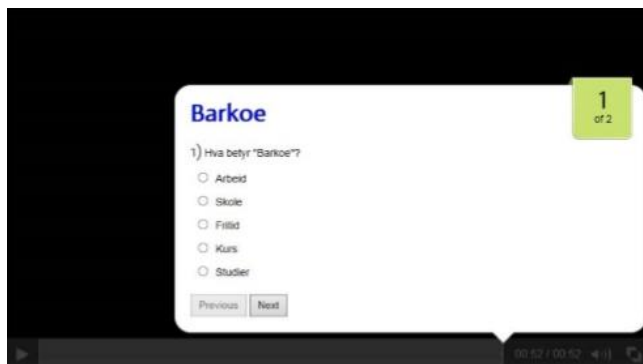 Barkoe
1
of 2
1) Hva betyr "Barkoe"?
Arbeid
Skole
Fritid
Kurs
Studier
Previous Next
00:52 / 00:52